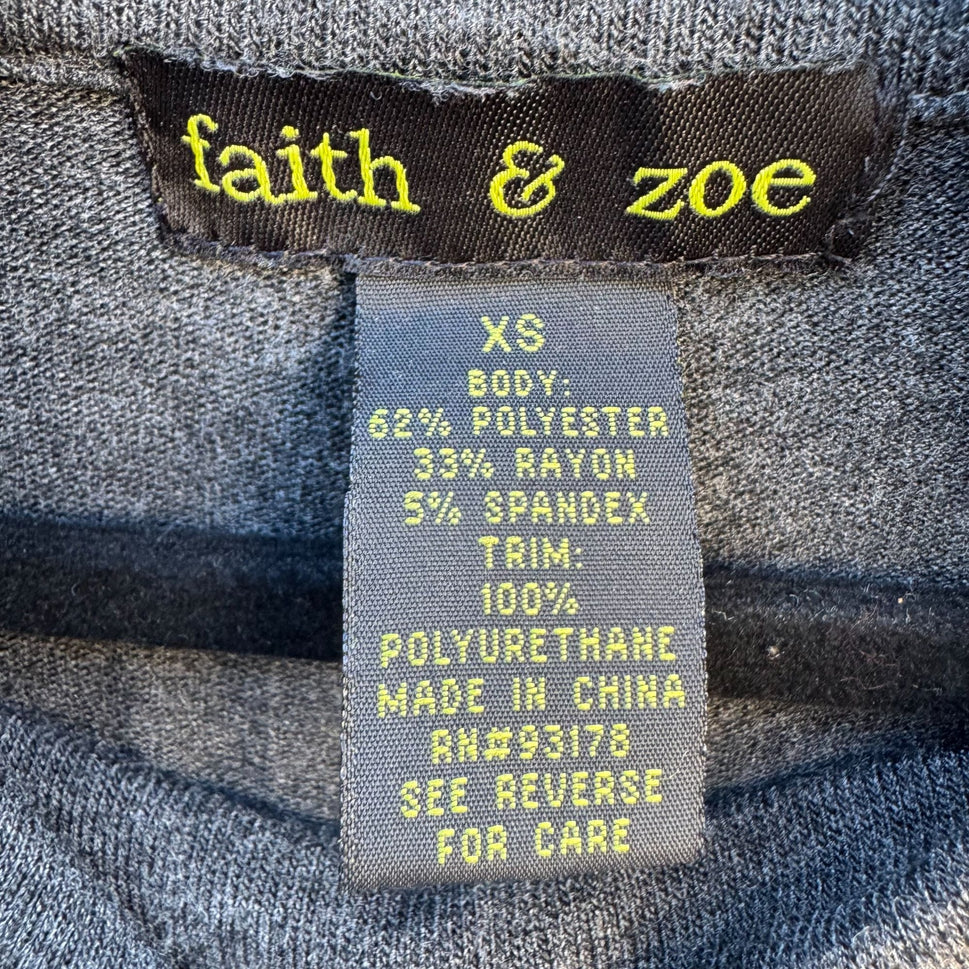 faith & zoe
XS
BODY:
62% POLYESTER
33% RAYON
5% SPANDEX
TRIM:
100%
POLYURETHANE
MADE IN CHINA
RN#93178
SEE REVERSE
FOR CARE